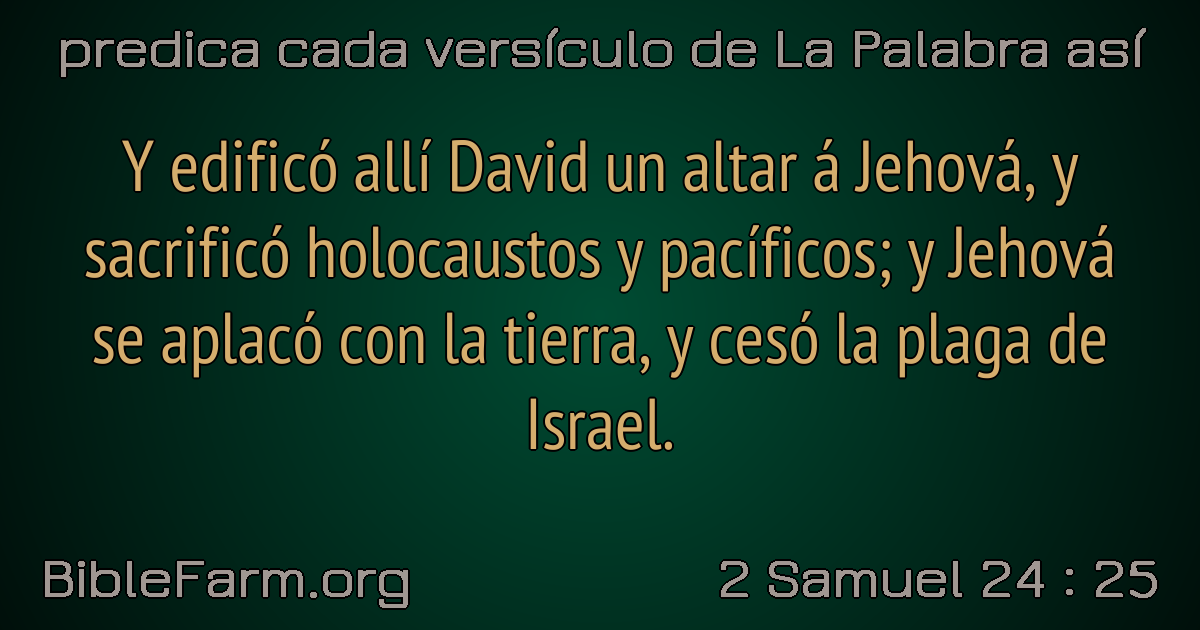 predica cada versículo de La Palabra así
Y edificó allí David un altar á Jehová, y
sacrificó holocaustos y pacíficos; y Jehová
se aplacó con la tierra, y cesó la plaga de
Israel.
BibleFarm.org
2 Samuel 24 : 25